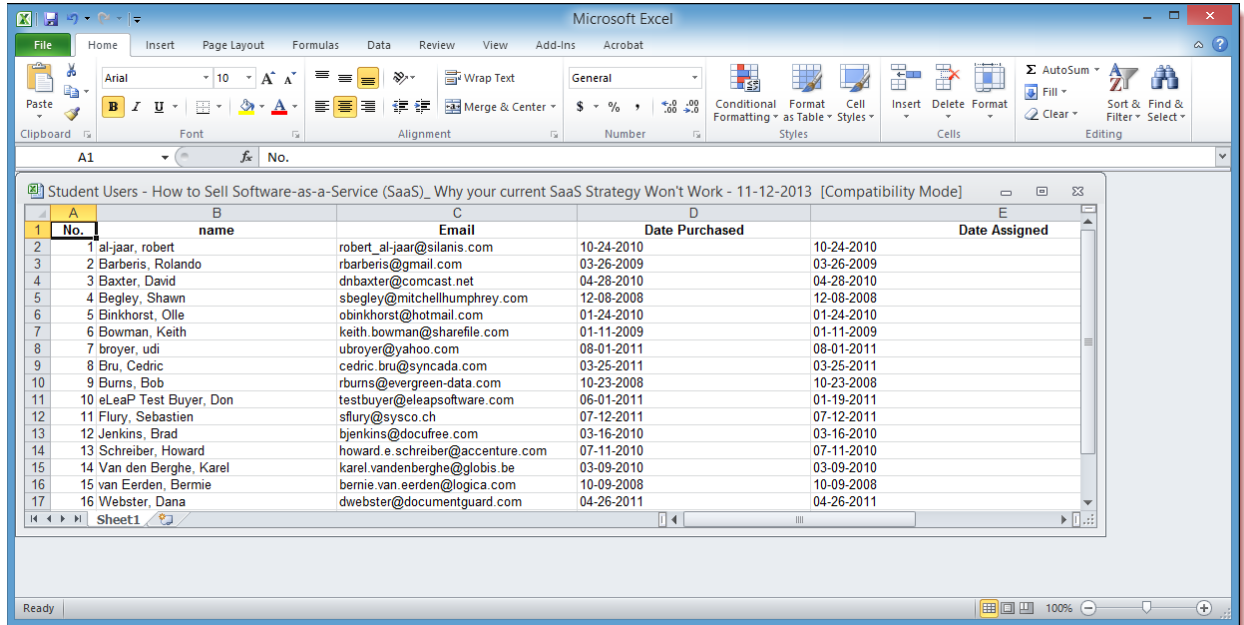 Microsoft Excel
File Home Insert Page Layout Formulas Data Review View Add-Ins Acrobat
Paste
Arial 10 A A
B I U A
Wrap Text
Merge & Center
General
$ % , .0 .00 .00 .0
Conditional Formatting
Format as Table
Cell Styles
Insert Delete Format
Σ AutoSum
Fill
Clear
Sort & Filter
Find & Select
Clipboard Font Alignment Number Styles Cells Editing
A1 fx No.
Student Users - How to Sell Software-as-a-Service (SaaS)_ Why your current SaaS Strategy Won't Work - 11-12-2013 [Compatibility Mode]
A B C D E
1 No. name Email Date Purchased Date Assigned
2 1 al-jaar, robert robert_al-jaar@silanis.com 10-24-2010 10-24-2010
3 2 Barberis, Rolando rbarberis@gmail.com 03-26-2009 03-26-2009
4 3 Baxter, David dnbaxter@comcast.net 04-28-2010 04-28-2010
5 4 Begley, Shawn sbegley@mitchellhumphrey.com 12-08-2008 12-08-2008
6 5 Binkhorst, Olle obinkhorst@hotmail.com 01-24-2010 01-24-2010
7 6 Bowman, Keith keith.bowman@sharefile.com 01-11-2009 01-11-2009
8 7 broyer, udi ubroyer@yahoo.com 08-01-2011 08-01-2011
9 8 Bru, Cedric cedric.bru@syncada.com 03-25-2011 03-25-2011
10 9 Burns, Bob rburns@evergreen-data.com 10-23-2008 10-23-2008
11 10 eLeaP Test Buyer, Don testbuyer@eleapsoftware.com 06-01-2011 01-19-2011
12 11 Flury, Sebastien sflury@sysco.ch 07-12-2011 07-12-2011
13 12 Jenkins, Brad bjenkins@docufree.com 03-16-2010 03-16-2010
14 13 Schreiber, Howard howard.e.schreiber@accenture.com 07-11-2010 07-11-2010
15 14 Van den Berghe, Karel karel.vandenberghe@globis.be 03-09-2010 03-09-2010
16 15 van Eerden, Bermie bernie.van.eerden@logica.com 10-09-2008 10-09-2008
17 16 Webster, Dana dwebster@documentguard.com 04-26-2011 04-26-2011
Sheet1
Ready 100%